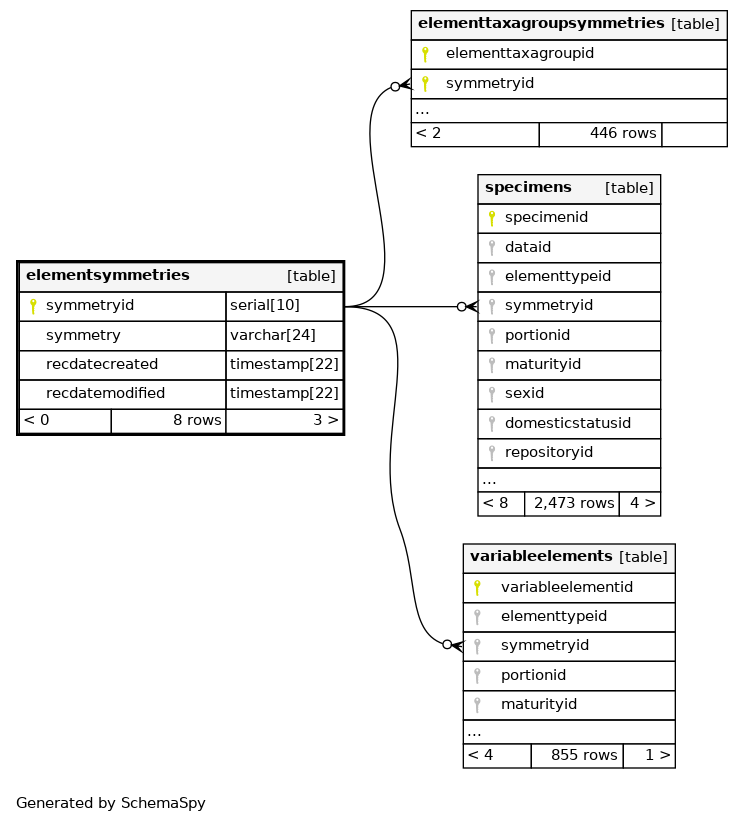 elementtaxagroupsymmetries [table]
elementtaxagroupid
symmetryid
...
< 2 446 rows
specimens [table]
specimenid
dataid
elementtypeid
symmetryid
portionid
maturityid
sexid
domesticstatusid
repositoryid
...
< 8 2,473 rows 4 >
elementsymmetries [table]
symmetryid serial[10]
symmetry varchar[24]
recdatecreated timestamp[22]
recdatemodified timestamp[22]
< 0 8 rows 3 >
variableelements [table]
variableelementid
elementtypeid
symmetryid
portionid
maturityid
...
< 4 855 rows 1 >
Generated by SchemaSpy